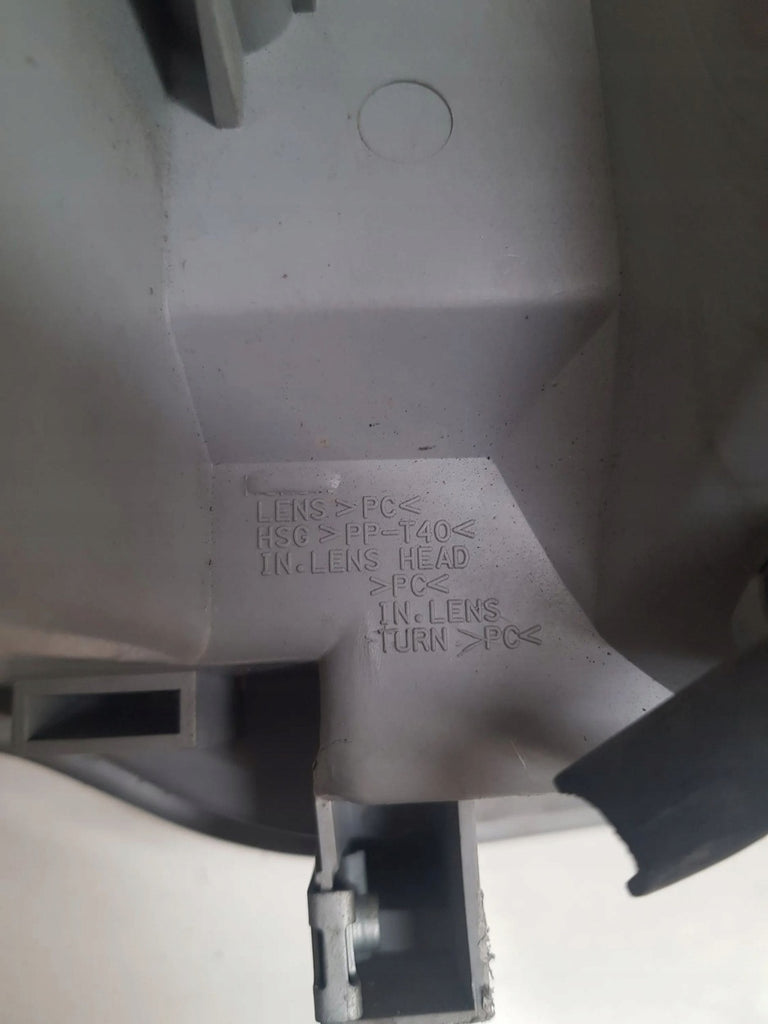 LENS >PC<
HSG >PP-T40<
IN.LENS HEAD
>PC<
IN.LENS
TURN >PC<